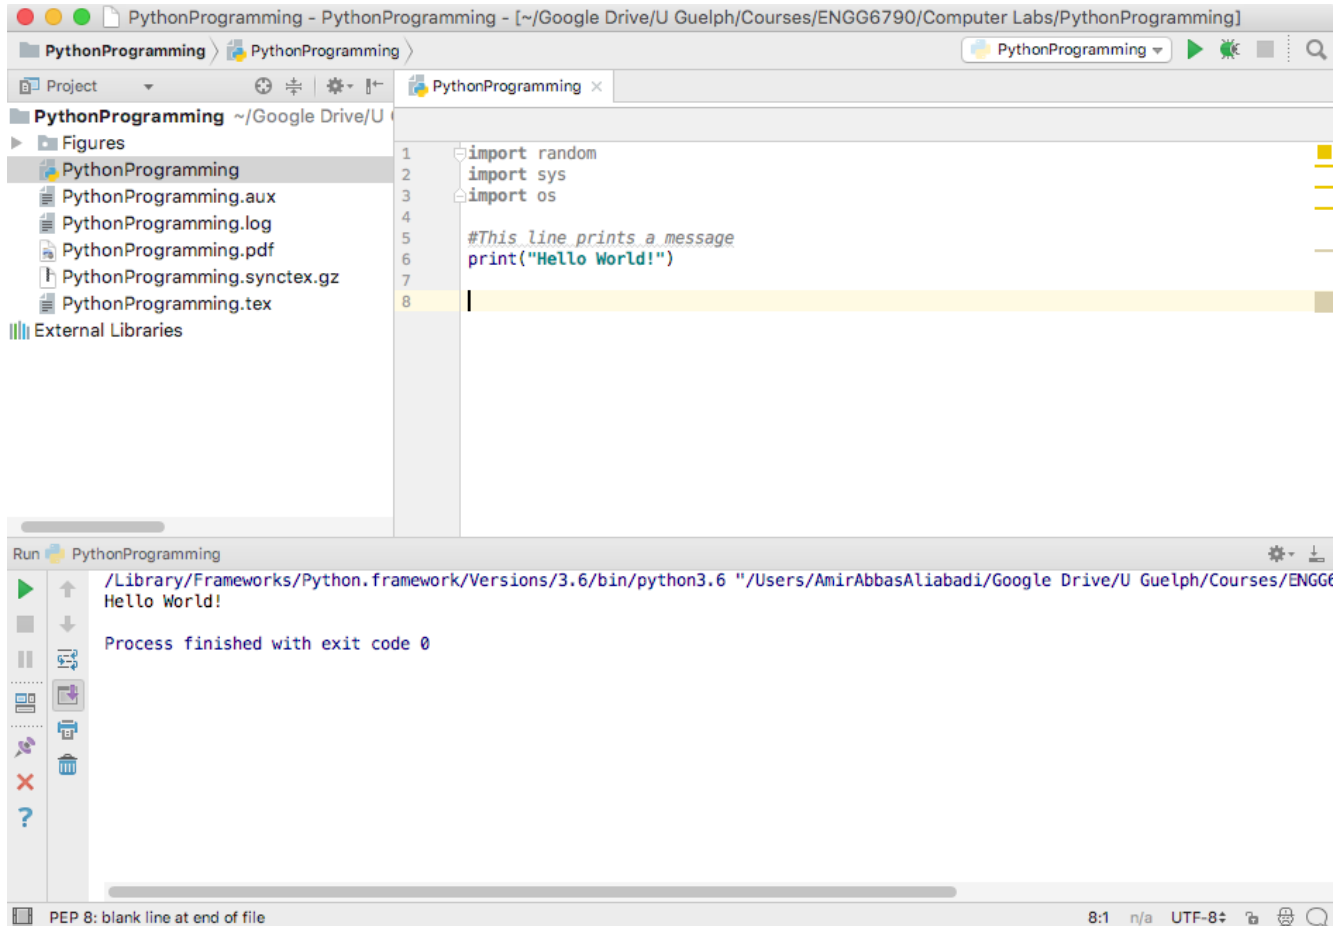 PythonProgramming - PythonProgramming - [~/Google Drive/U Guelph/Courses/ENGG6790/Computer Labs/PythonProgramming]
PythonProgramming PythonProgramming PythonProgramming
Project PythonProgramming
PythonProgramming ~/Google Drive/U
Figures
PythonProgramming
PythonProgramming.aux
PythonProgramming.log
PythonProgramming.pdf
PythonProgramming.synctex.gz
PythonProgramming.tex
External Libraries
1 import random
2 import sys
3 import os
4
5 #This line prints a message
6 print("Hello World!")
7
8
Run PythonProgramming
/Library/Frameworks/Python.framework/Versions/3.6/bin/python3.6 "/Users/AmirAbbasAliabadi/Google Drive/U Guelph/Courses/ENGG6
Hello World!
Process finished with exit code 0
PEP 8: blank line at end of file 8:1 n/a UTF-8